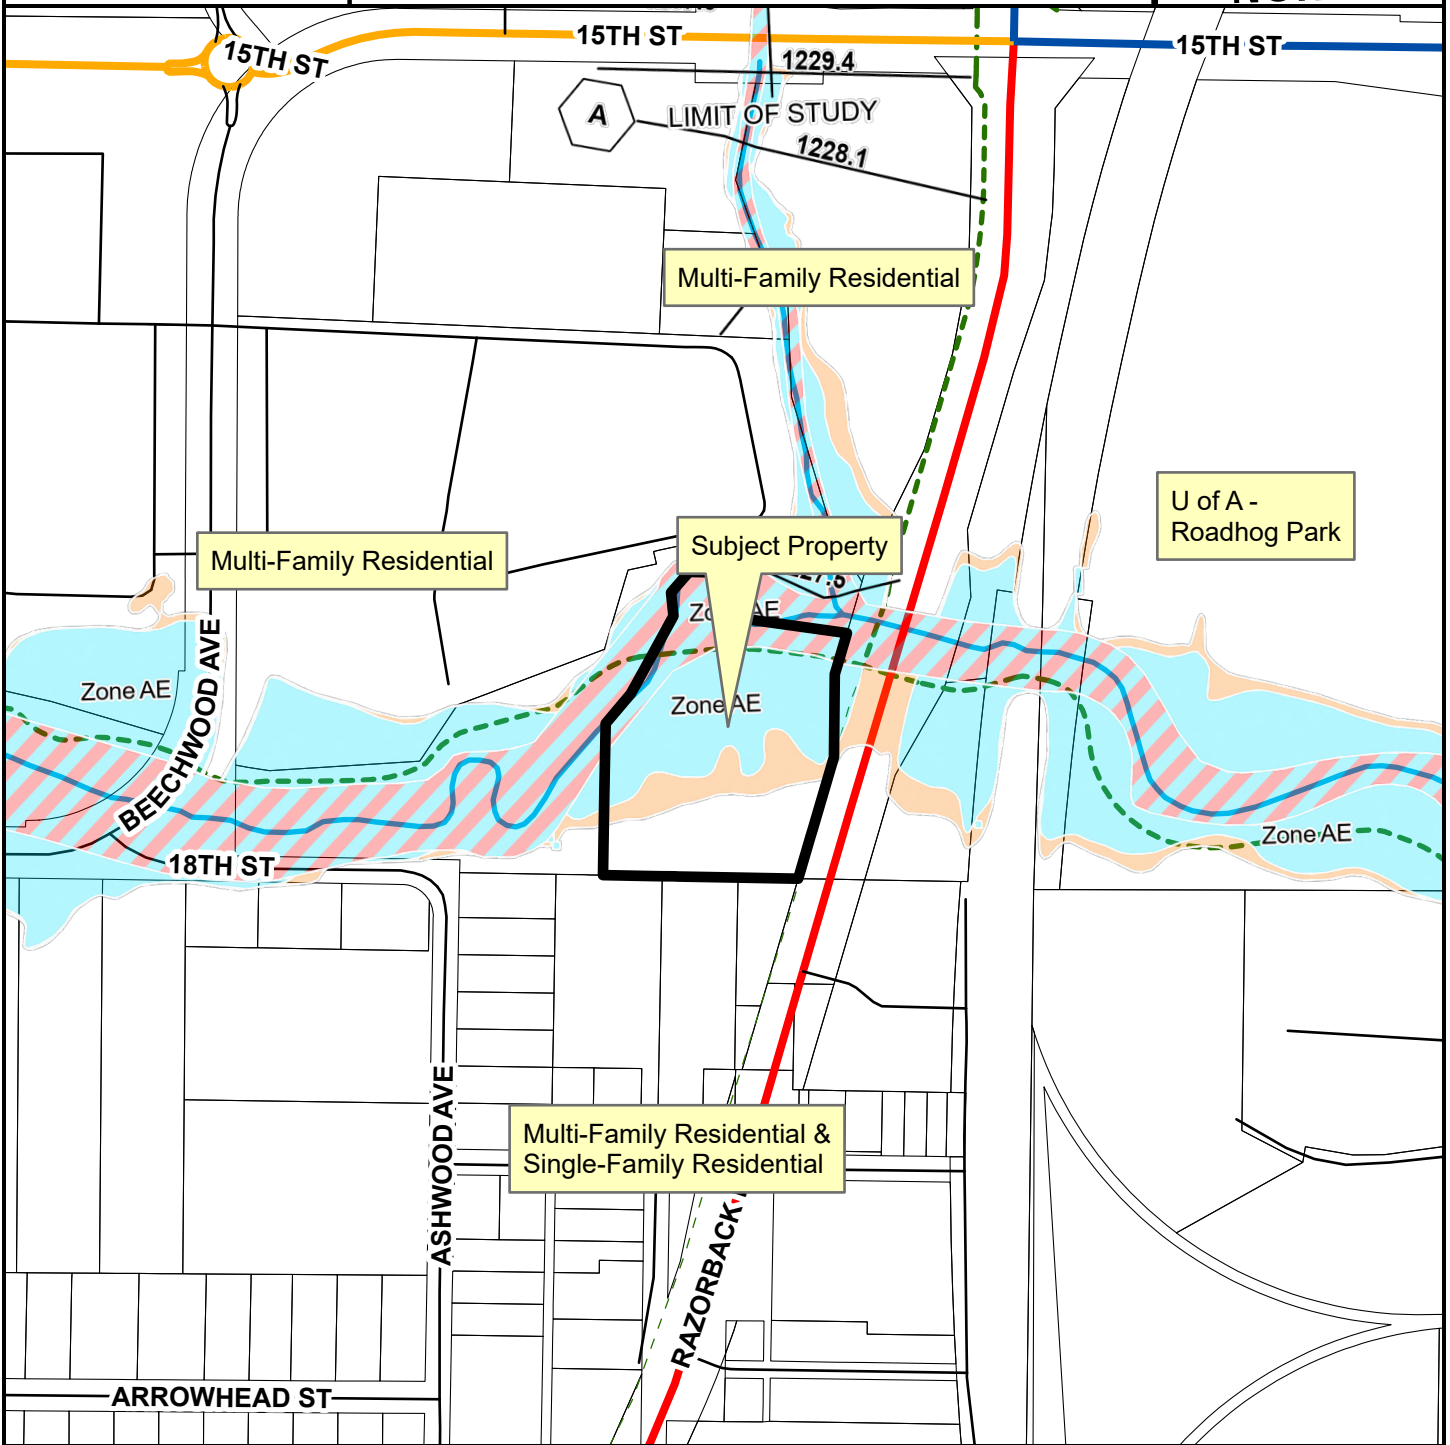 15TH ST
15TH ST
15TH ST
1229.4
A
LIMIT OF STUDY
1228.1
Multi-Family Residential
U of A -
Roadhog Park
Multi-Family Residential
Subject Property
Zone AE
Zone AE
Zone AE
BEECHWOOD AVE
18TH ST
ASHWOOD AVE
Multi-Family Residential &
Single-Family Residential
RAZORBACK
ARROWHEAD ST